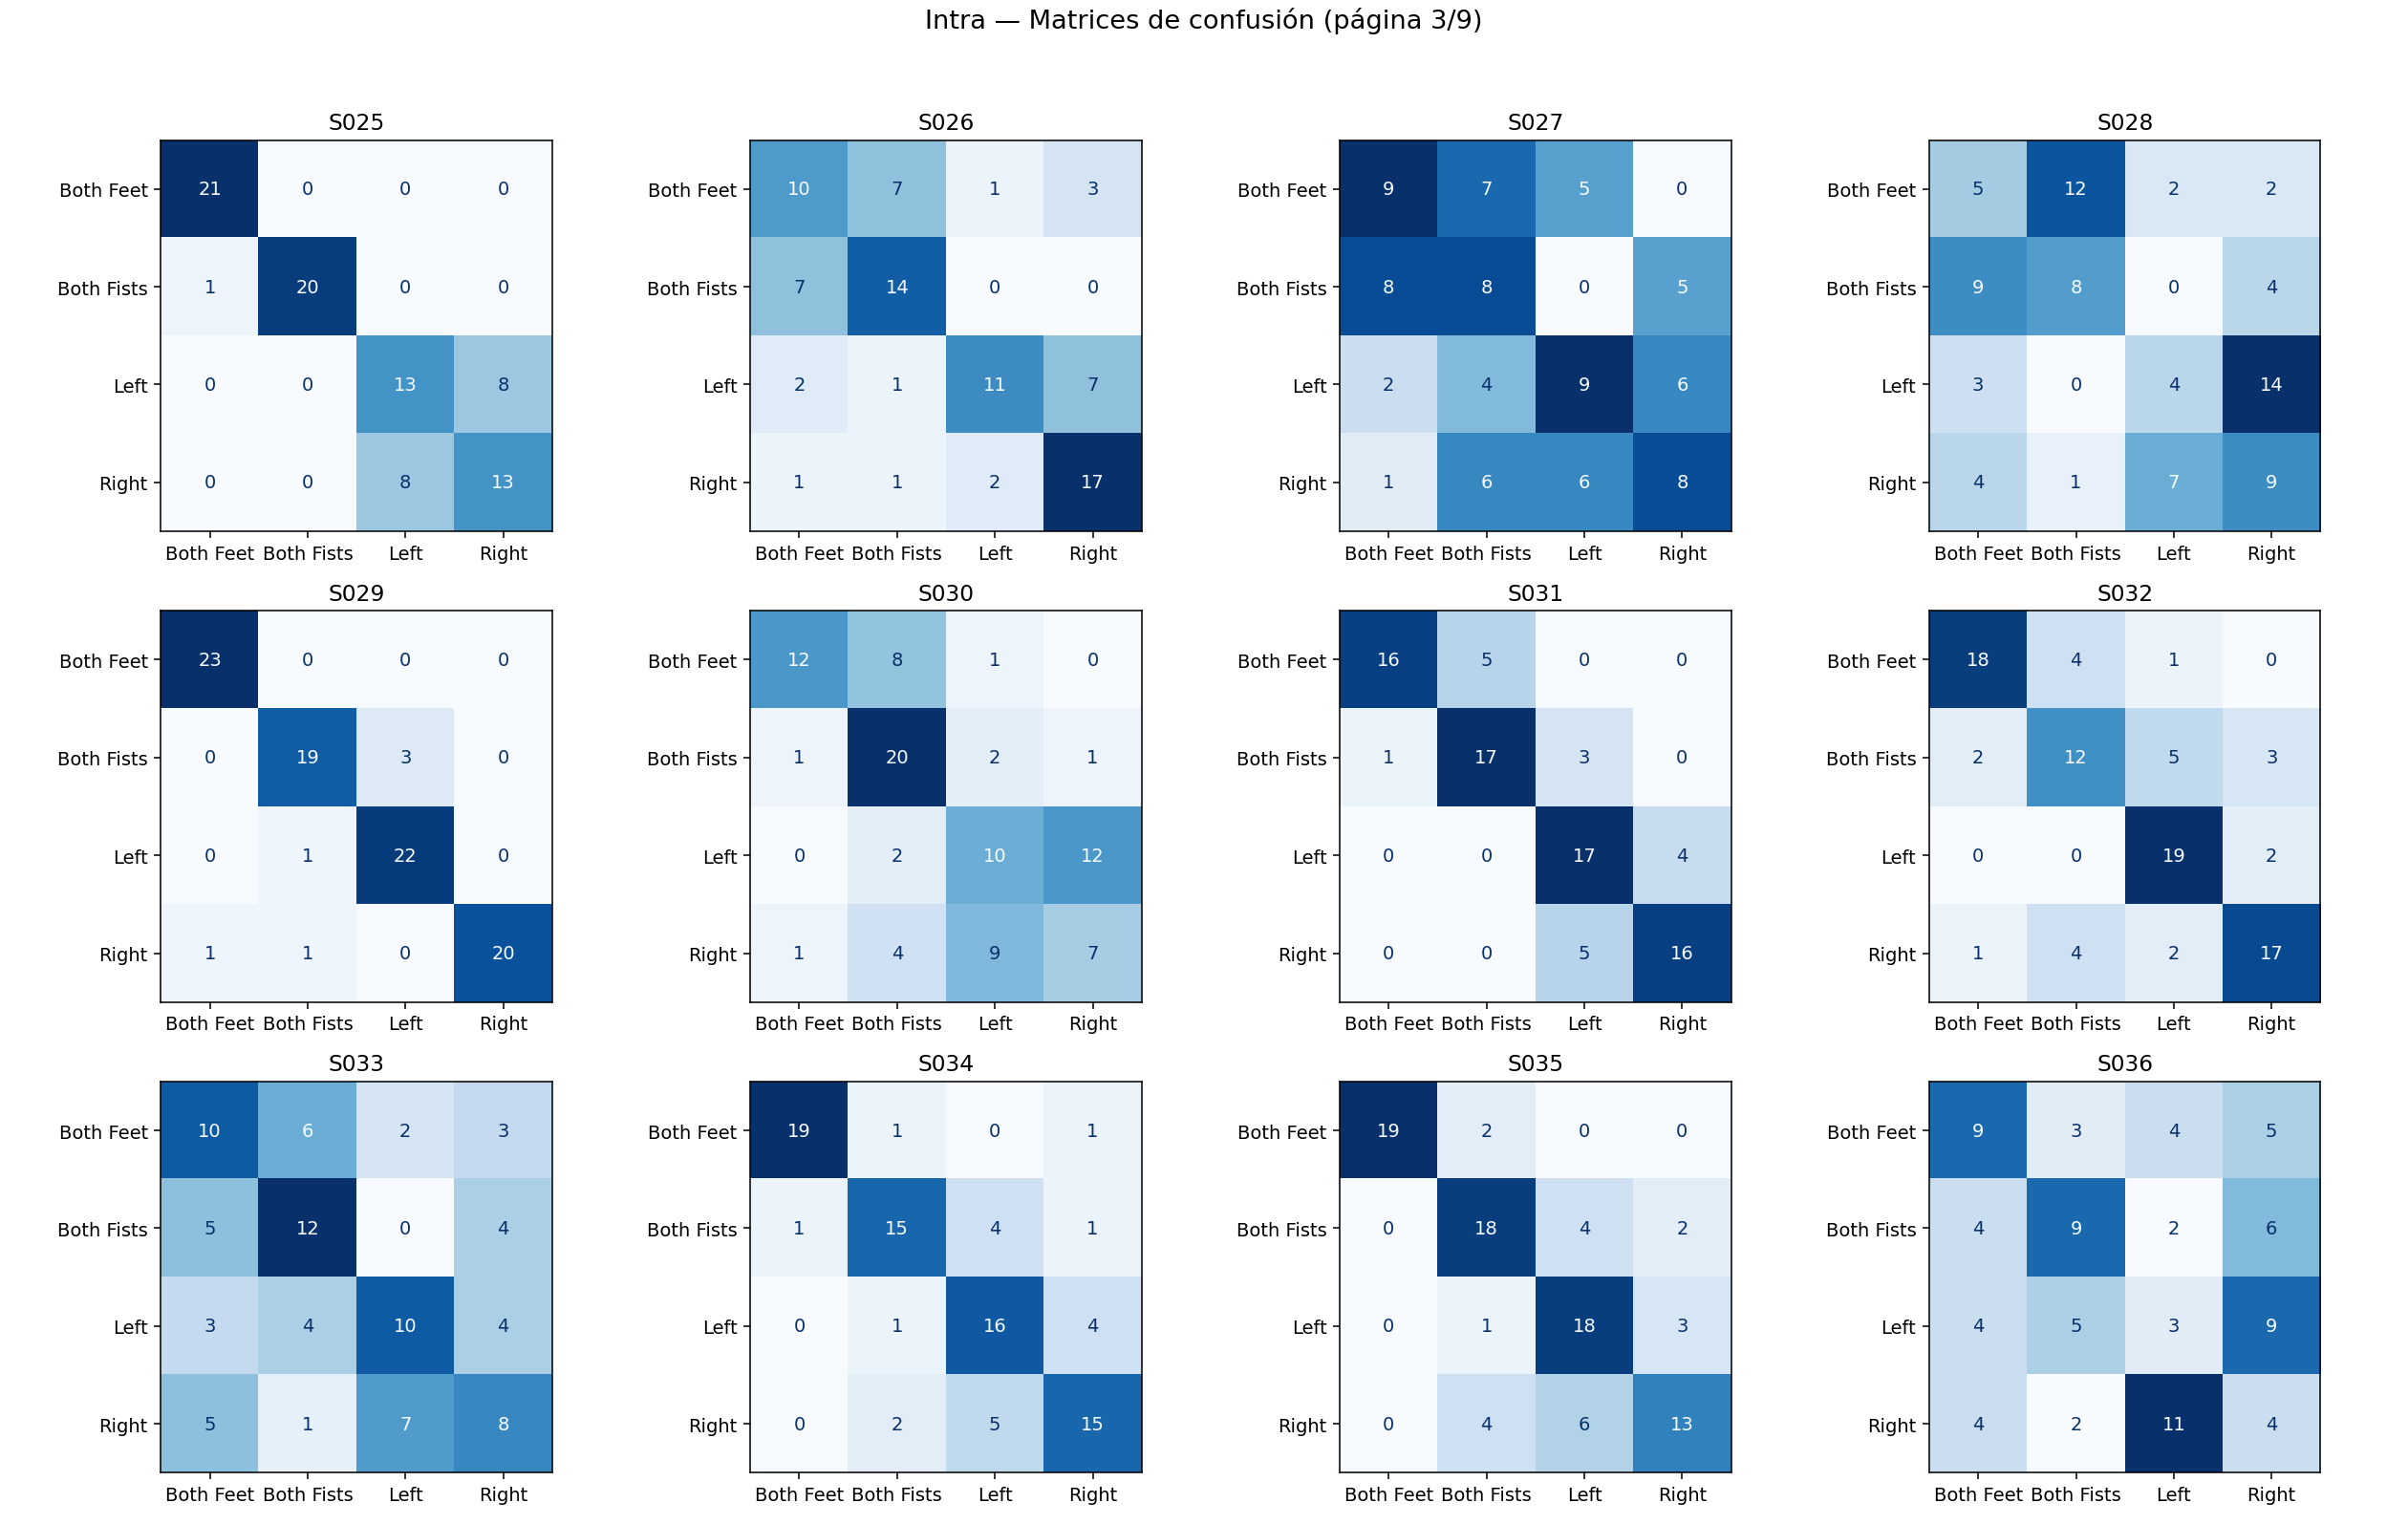 Intra — Matrices de confusión (página 3/9)
S025 S026 S027 S028
Both Feet 21 0 0 0 Both Feet 10 7 1 3 Both Feet 9 7 5 0 Both Feet 5 12 2 2
Both Fists 1 20 0 0 Both Fists 7 14 0 0 Both Fists 8 8 0 5 Both Fists 9 8 0 4
Left 0 0 13 8 Left 2 1 11 7 Left 2 4 9 6 Left 3 0 4 14
Right 0 0 8 13 Right 1 1 2 17 Right 1 6 6 8 Right 4 1 7 9
Both Feet Both Fists Left Right Both Feet Both Fists Left Right Both Feet Both Fists Left Right Both Feet Both Fists Left Right
S029 S030 S031 S032
Both Feet 23 0 0 0 Both Feet 12 8 1 0 Both Feet 16 5 0 0 Both Feet 18 4 1 0
Both Fists 0 19 3 0 Both Fists 1 20 2 1 Both Fists 1 17 3 0 Both Fists 2 12 5 3
Left 0 1 22 0 Left 0 2 10 12 Left 0 0 17 4 Left 0 0 19 2
Right 1 1 0 20 Right 1 4 9 7 Right 0 0 5 16 Right 1 4 2 17
Both Feet Both Fists Left Right Both Feet Both Fists Left Right Both Feet Both Fists Left Right Both Feet Both Fists Left Right
S033 S034 S035 S036
Both Feet 10 6 2 3 Both Feet 19 1 0 1 Both Feet 19 2 0 0 Both Feet 9 3 4 5
Both Fists 5 12 0 4 Both Fists 1 15 4 1 Both Fists 0 18 4 2 Both Fists 4 9 2 6
Left 3 4 10 4 Left 0 1 16 4 Left 0 1 18 3 Left 4 5 3 9
Right 5 1 7 8 Right 0 2 5 15 Right 0 4 6 13 Right 4 2 11 4
Both Feet Both Fists Left Right Both Feet Both Fists Left Right Both Feet Both Fists Left Right Both Feet Both Fists Left Right